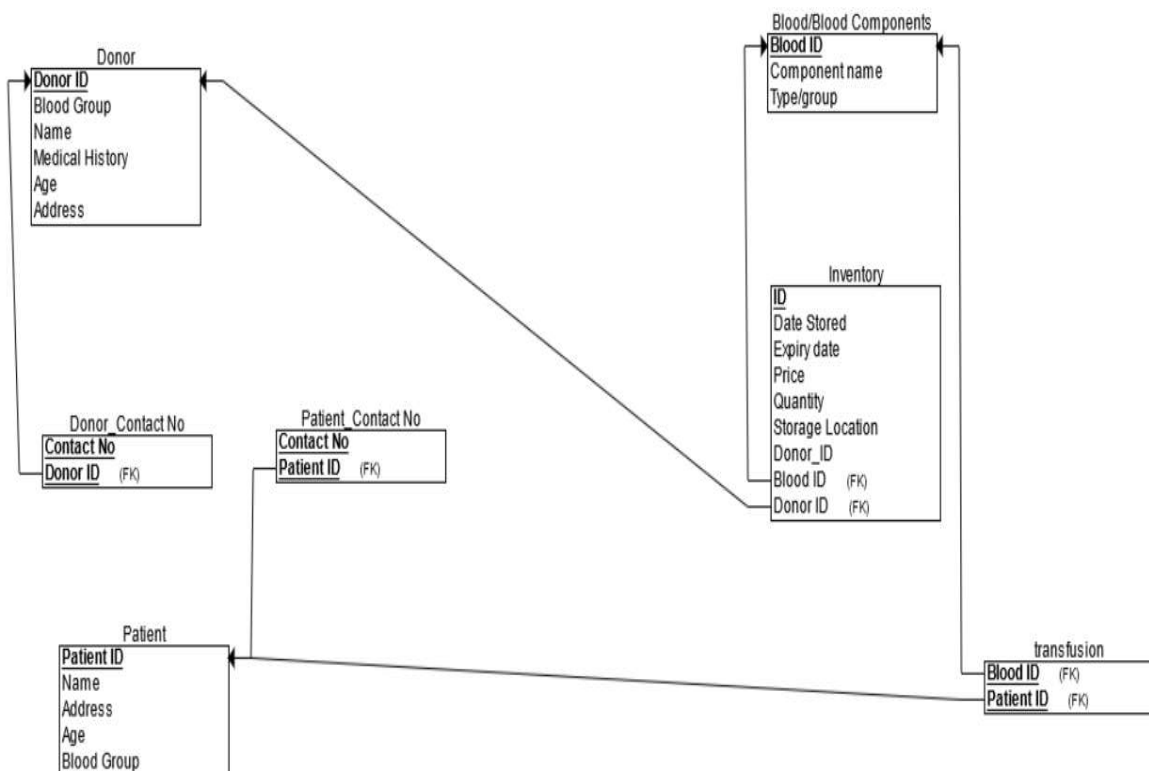 Donor
Donor ID
Blood Group
Name
Medical History
Age
Address
Blood/Blood Components
Blood ID
Component name
Type/group
Inventory
ID
Date Stored
Expiry date
Price
Quantity
Storage Location
Donor_ID
Blood ID (FK)
Donor ID (FK)
Donor_Contact No
Contact No
Donor ID (FK)
Patient_Contact No
Contact No
Patient ID (FK)
Patient
Patient ID
Name
Address
Age
Blood Group
transfusion
Blood ID (FK)
Patient ID (FK)